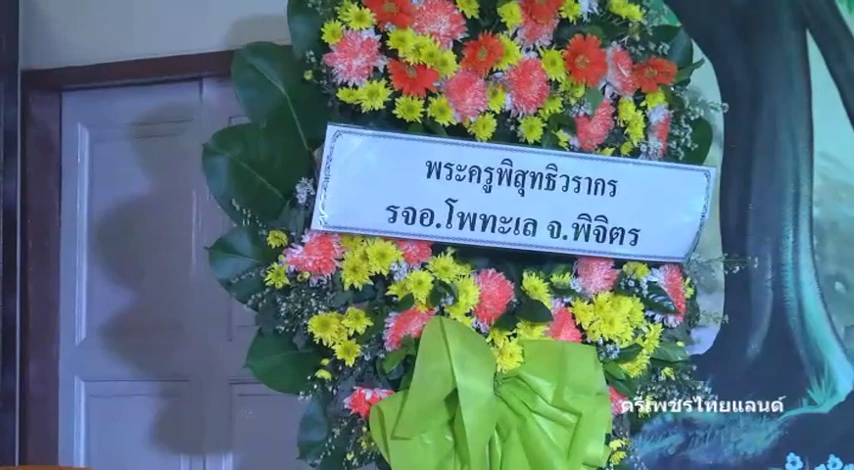 พระครูพิสุทธิวรากร
รจอ.โพทะเล จ.พิจิตร
ตรีเพชรไทยแลนด์